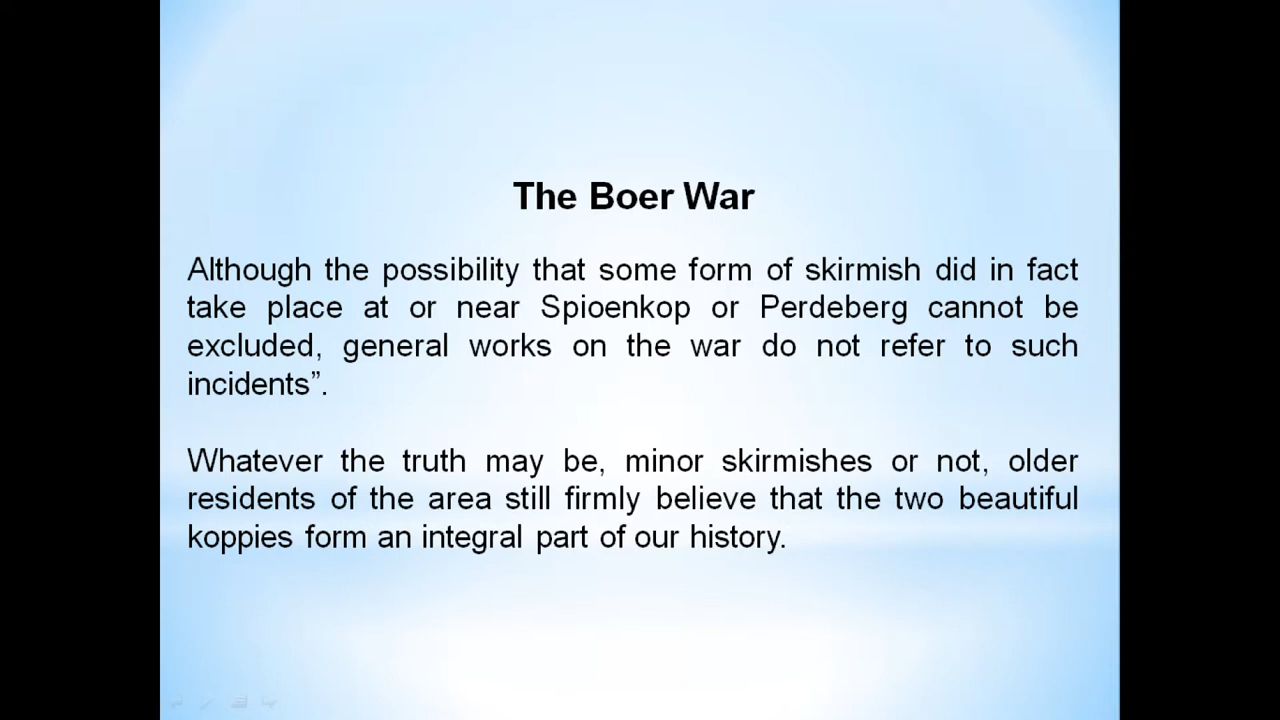 The Boer War
Although the possibility that some form of skirmish did in fact
take place at or near Spioenkop or Perdeberg cannot be
excluded, general works on the war do not refer to such
incidents”.
Whatever the truth may be, minor skirmishes or not, older
residents of the area still firmly believe that the two beautiful
koppies form an integral part of our history.